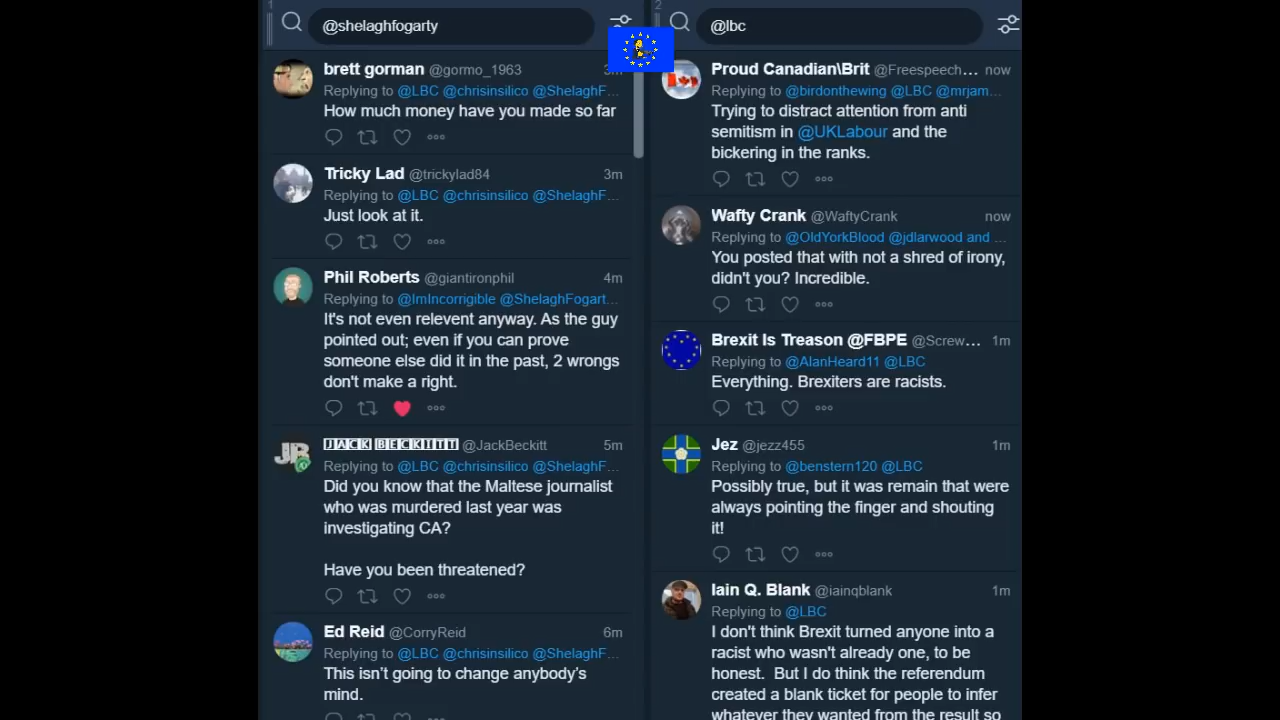 1
@shelaghfogarty
brett gorman @gormo_1963 3m
Replying to @LBC @chrisinsilico @ShelaghF...
How much money have you made so far
Tricky Lad @trickylad84 3m
Replying to @LBC @chrisinsilico @ShelaghF...
Just look at it.
Phil Roberts @giantironphil 4m
Replying to @ImIncorrigible @ShelaghFogart...
It's not even relevent anyway. As the guy
pointed out; even if you can prove
someone else did it in the past, 2 wrongs
don't make a right.
JACK BECKITT @JackBeckitt 5m
Replying to @LBC @chrisinsilico @ShelaghF...
Did you know that the Maltese journalist
who was murdered last year was
investigating CA?
Have you been threatened?
Ed Reid @CorryReid 6m
Replying to @LBC @chrisinsilico @ShelaghF...
This isn't going to change anybody's
mind.
2
@lbc
Proud Canadian\Brit @Freespeech... now
Replying to @birdonthewing @LBC @mrjam...
Trying to distract attention from anti
semitism in @UKLabour and the
bickering in the ranks.
Wafty Crank @WaftyCrank now
Replying to @OldYorkBlood @jdlarwood and ...
You posted that with not a shred of irony,
didn't you? Incredible.
Brexit Is Treason @FBPE @Screw... 1m
Replying to @AlanHeard11 @LBC
Everything. Brexiters are racists.
Jez @jezz455 1m
Replying to @benstern120 @LBC
Possibly true, but it was remain that were
always pointing the finger and shouting
it!
Iain Q. Blank @iainqblank 1m
Replying to @LBC
I don't think Brexit turned anyone into a
racist who wasn't already one, to be
honest. But I do think the referendum
created a blank ticket for people to infer
whatever they wanted from the result so